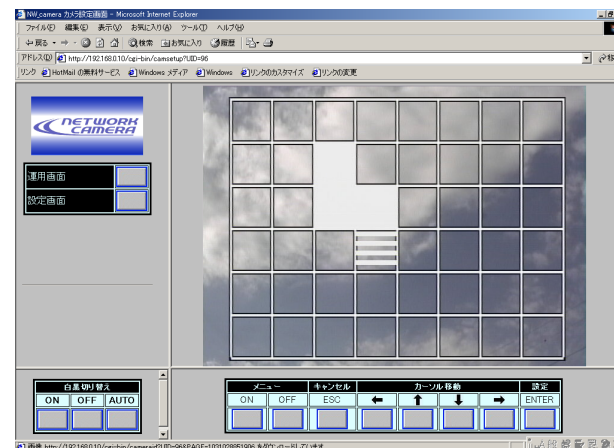 NW_camera カメラ設定画面 - Microsoft Internet Explorer
ファイル(F) 編集(E) 表示(V) お気に入り(A) ツール(T) ヘルプ(H)
戻る 検索 お気に入り 履歴
アドレス(D) http://192.168.0.10/cgi-bin/camsetup?UID=96
リンク HotMail の無料サービス Windows メディア Windows リンクのカスタマイズ リンクの変更
NETWORK
CAMERA
運用画面
設定画面
白黒切り替え
ON OFF AUTO
メニュー キャンセル カーソル移動 設定
ON OFF ESC ← ↑ ↓ → ENTER